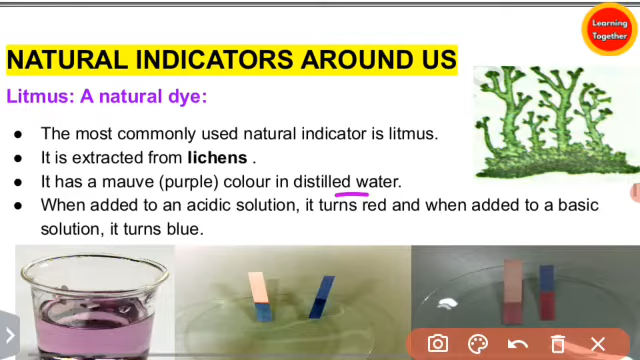 Learning
Together
NATURAL INDICATORS AROUND US
Litmus: A natural dye:
● The most commonly used natural indicator is litmus.
● It is extracted from lichens .
● It has a mauve (purple) colour in distilled water.
● When added to an acidic solution, it turns red and when added to a basic
solution, it turns blue.